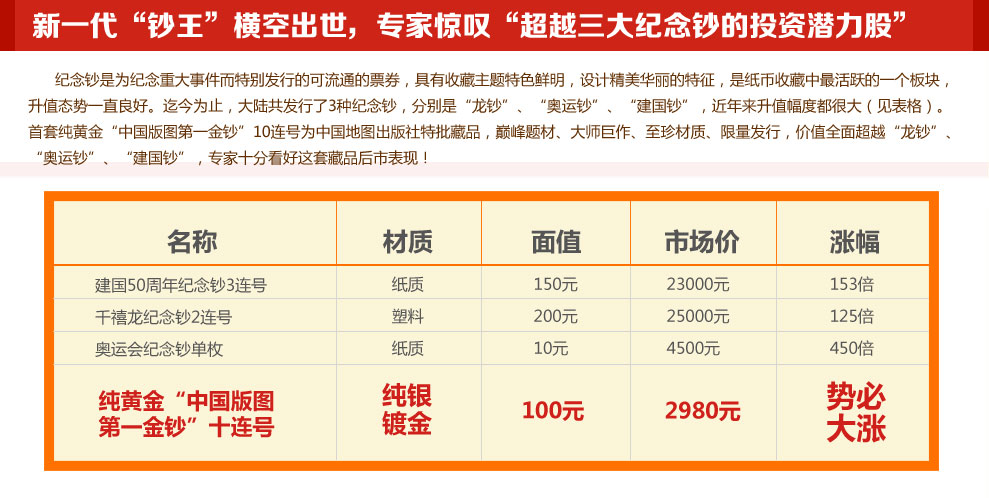 新一代“钞王”横空出世，专家惊叹“超越三大纪念钞的投资潜力股”
纪念钞是为纪念重大事件而特别发行的可流通的票券，具有收藏主题特色鲜明，设计精美华丽的特征，是纸币收藏中最活跃的一个板块，
升值态势一直良好。迄今为止，大陆共发行了3种纪念钞，分别是“龙钞”、“奥运钞”、“建国钞”，近年来升值幅度都很大（见表格）。
首套纯黄金“中国版图第一金钞”10连号为中国地图出版社特批藏品，巅峰题材、大师巨作、至珍材质、限量发行，价值全面超越“龙钞”、
“奥运钞”、“建国钞”，专家十分看好这套藏品后市表现！
名称 材质 面值 市场价 涨幅
建国50周年纪念钞3连号 纸质 150元 23000元 153倍
千禧龙纪念钞2连号 塑料 200元 25000元 125倍
奥运会纪念钞单枚 纸质 10元 4500元 450倍
纯黄金“中国版图
第一金钞”十连号
纯银
镀金
100元
2980元
势必
大涨